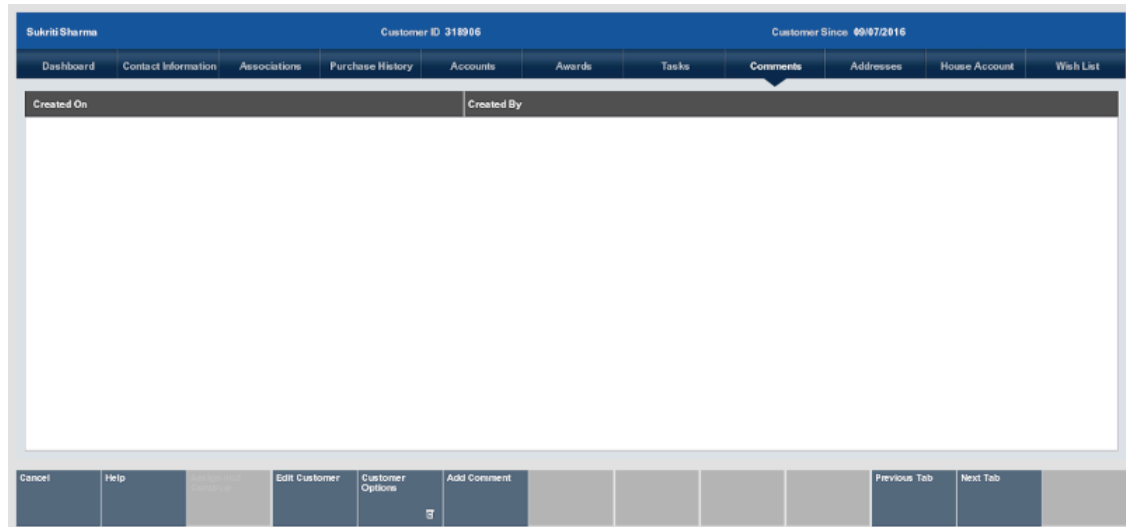 Sukriti Sharma Customer ID 318906 Customer Since 09/07/2016
Dashboard Contact Information Associations Purchase History Accounts Awards Tasks Comments Addresses House Account Wish List
Created On Created By
Cancel Help Edit Customer Customer Add Comment Previous Tab Next Tab
Options